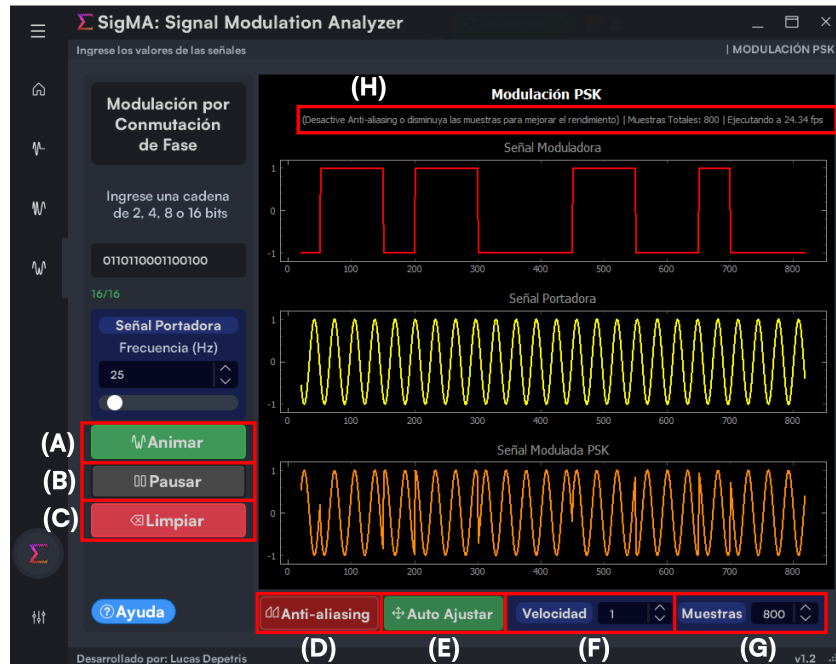 SigMA: Signal Modulation Analyzer
Ingrese los valores de las señales
| MODULACIÓN PSK
(H)
Modulación por
Conmutación
de Fase
Ingrese una cadena
de 2, 4, 8 o 16 bits
0110110001100100
16/16
Señal Portadora
Frecuencia (Hz)
25
(A)
Animar
(B)
Pausar
(C)
Limpiar
Ayuda
Modulación PSK
(Desactive Anti-aliasing o disminuya las muestras para mejorar el rendimiento) | Muestras Totales: 800 | Ejecutando a 24.34 fps
Señal Moduladora
1
0
-1
0 100 200 300 400 500 600 700 800
Señal Portadora
1
0
-1
0 100 200 300 400 500 600 700 800
Señal Modulada PSK
1
0
-1
0 100 200 300 400 500 600 700 800
Anti-aliasing
Auto Ajustar
Velocidad 1
Muestras 800
(D) (E) (F) (G)
Desarrollado por: Lucas Depetris
v1.2